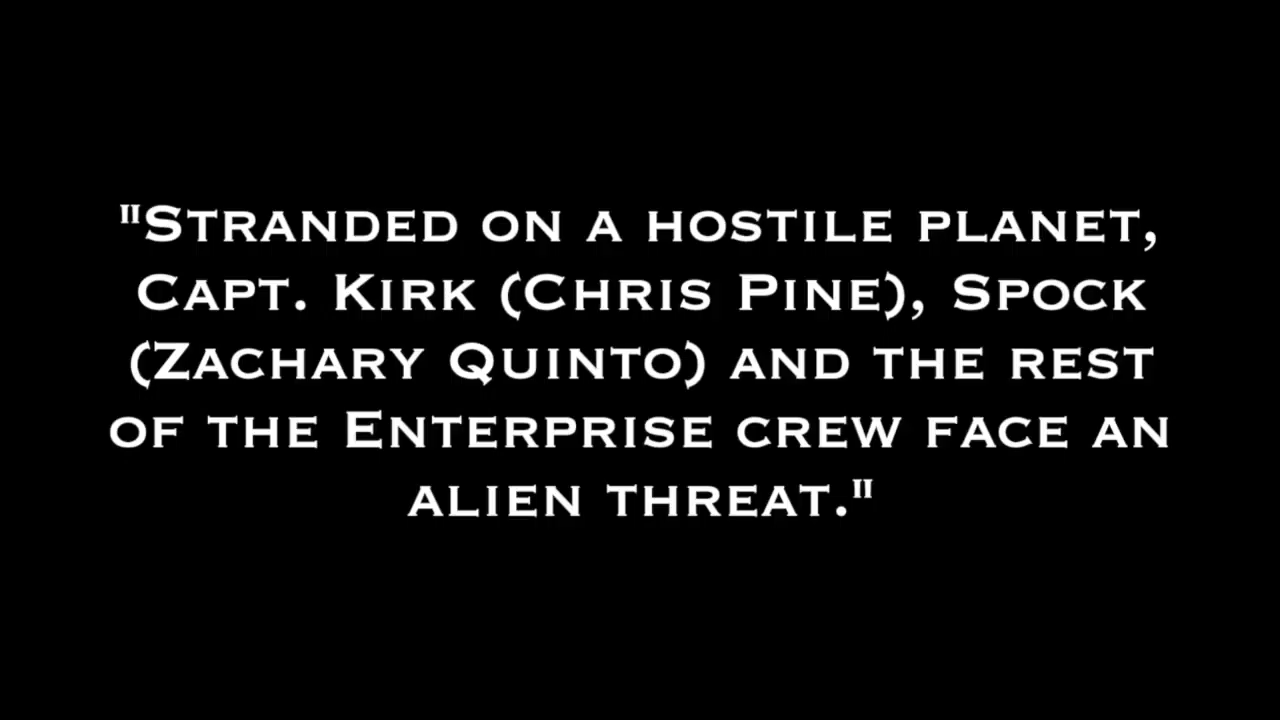 "Stranded on a hostile planet,
Capt. Kirk (Chris Pine), Spock
(Zachary Quinto) and the rest
of the Enterprise crew face an
alien threat."